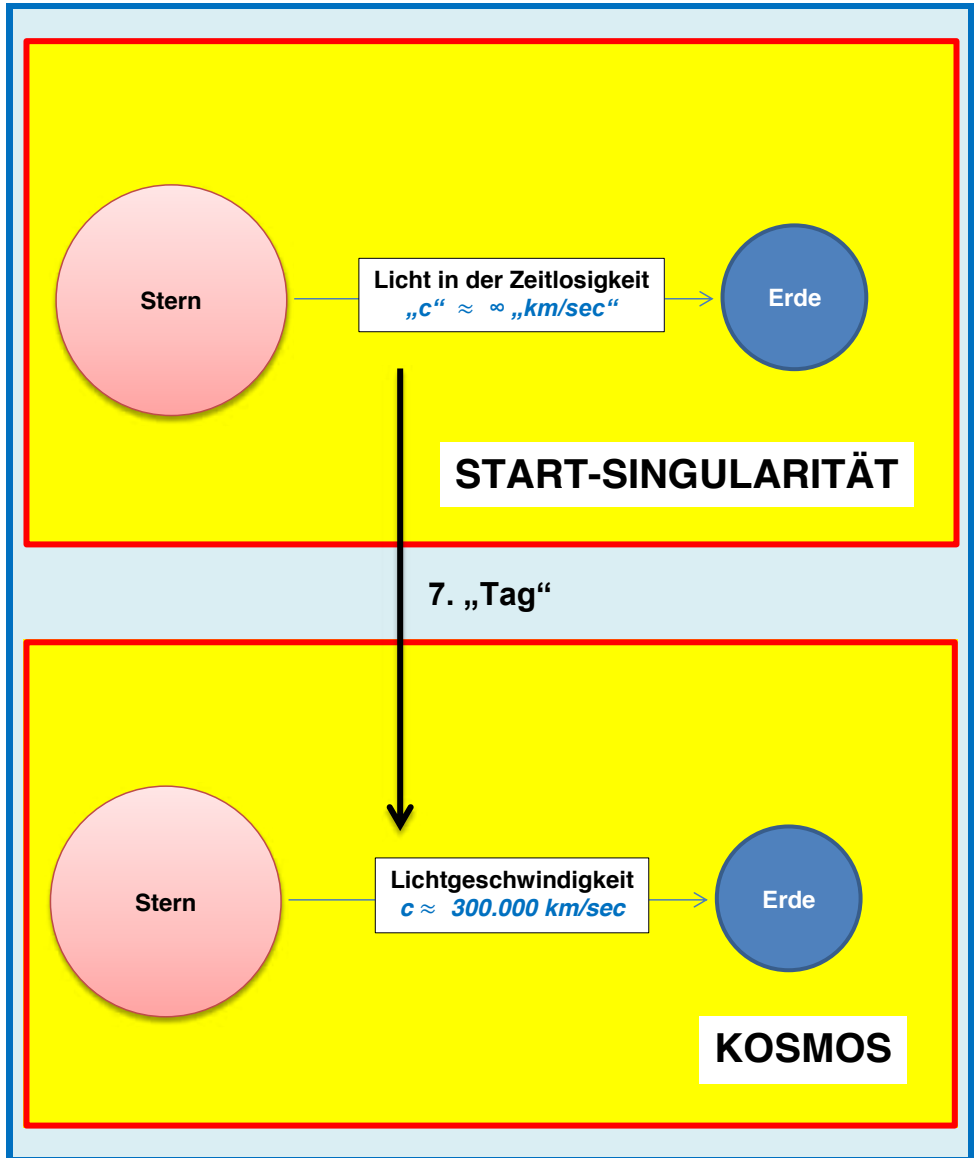 Stern
Licht in der Zeitlosigkeit
„c“ ≈ ∞ „km/sec“
Erde
START-SINGULARITÄT
7. „Tag“
Stern
Lichtgeschwindigkeit
c ≈ 300.000 km/sec
Erde
KOSMOS